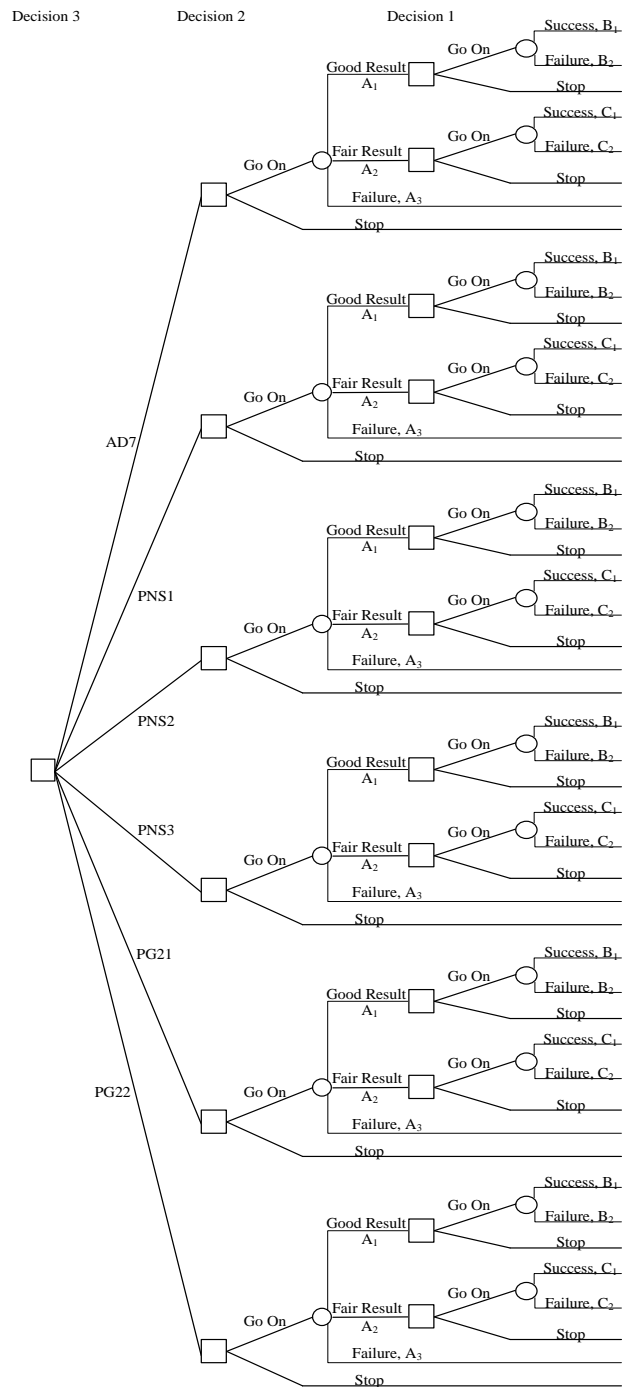 Decision 3 Decision 2 Decision 1
Success, B₁
Go On
Failure, B₂
Good Result
A₁
Stop
Success, C₁
Go On
Failure, C₂
Fair Result
Go On
A₂
Stop
Failure, A₃
Stop
Success, B₁
Go On
Failure, B₂
Good Result
A₁
Stop
Success, C₁
Go On
Failure, C₂
Fair Result
Go On
A₂
Stop
Failure, A₃
AD7
Stop
Success, B₁
Go On
Failure, B₂
Good Result
A₁
Stop
Success, C₁
Go On
PNS1
Failure, C₂
Fair Result
Go On
A₂
Stop
Failure, A₃
Stop
PNS2
Success, B₁
Go On
Failure, B₂
Good Result
A₁
Stop
Success, C₁
Go On
PNS3
Failure, C₂
Fair Result
Go On
A₂
Stop
Failure, A₃
Stop
PG21
Success, B₁
Go On
Failure, B₂
Good Result
A₁
Stop
Success, C₁
Go On
Failure, C₂
Fair Result
Go On
PG22
A₂
Stop
Failure, A₃
Stop
Success, B₁
Go On
Failure, B₂
Good Result
A₁
Stop
Success, C₁
Go On
Failure, C₂
Fair Result
Go On
A₂
Stop
Failure, A₃
Stop